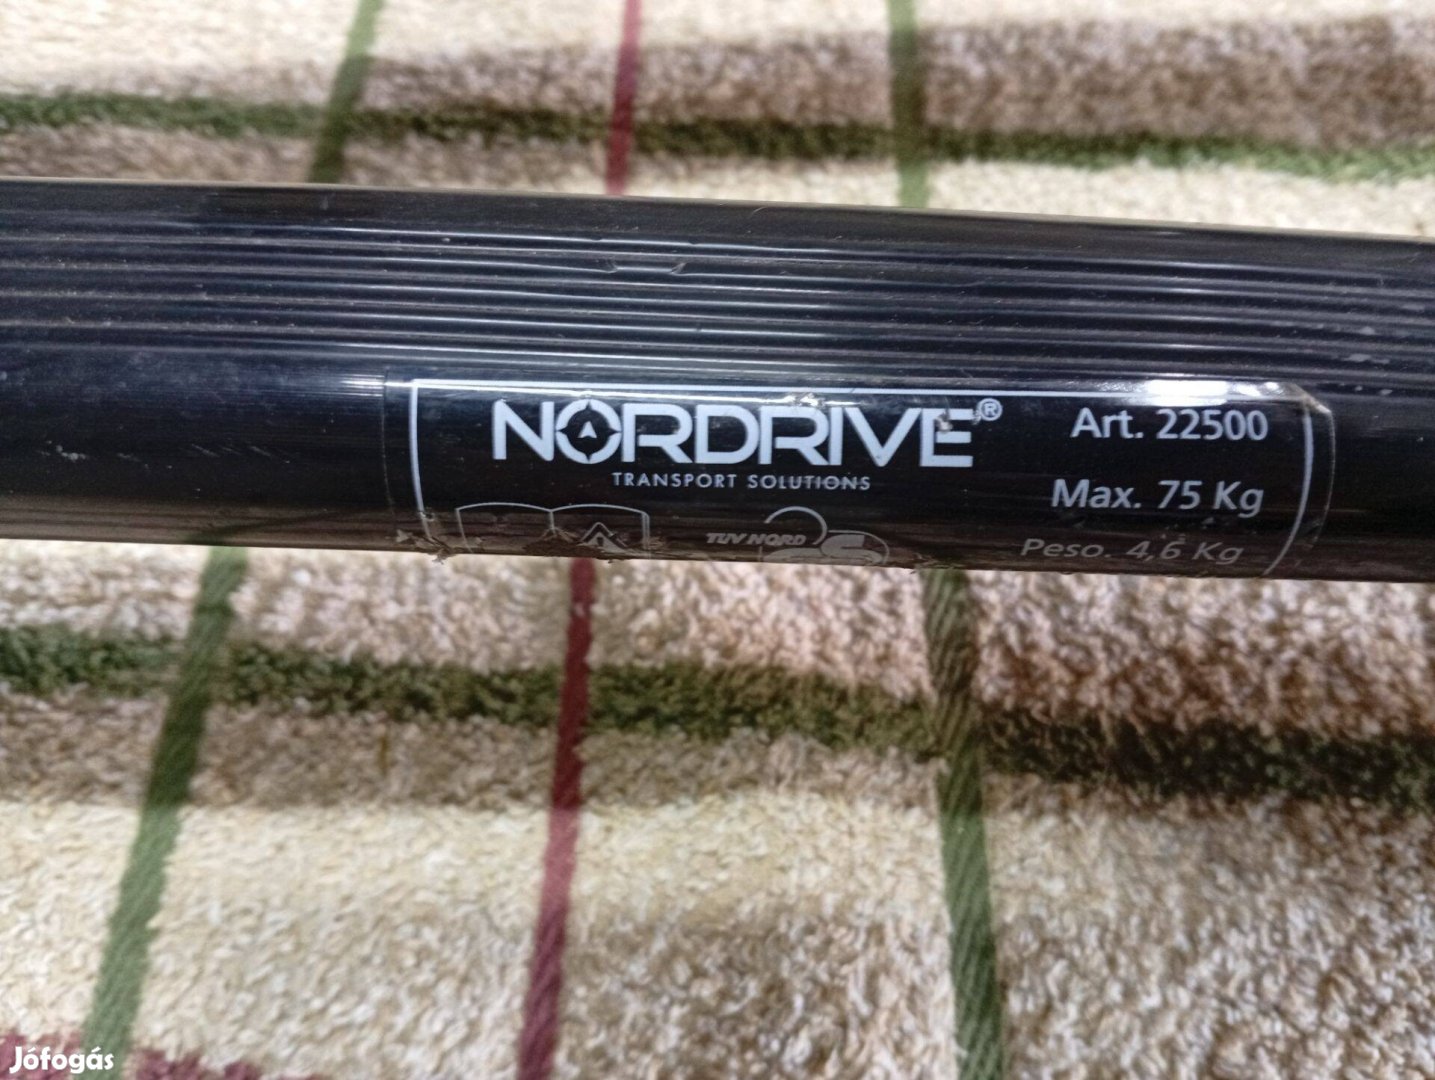 NORDRIVE®
TRANSPORT SOLUTIONS
Art. 22500
Max. 75 Kg
Peso. 4,6 Kg
TUV NORD
Jófogás